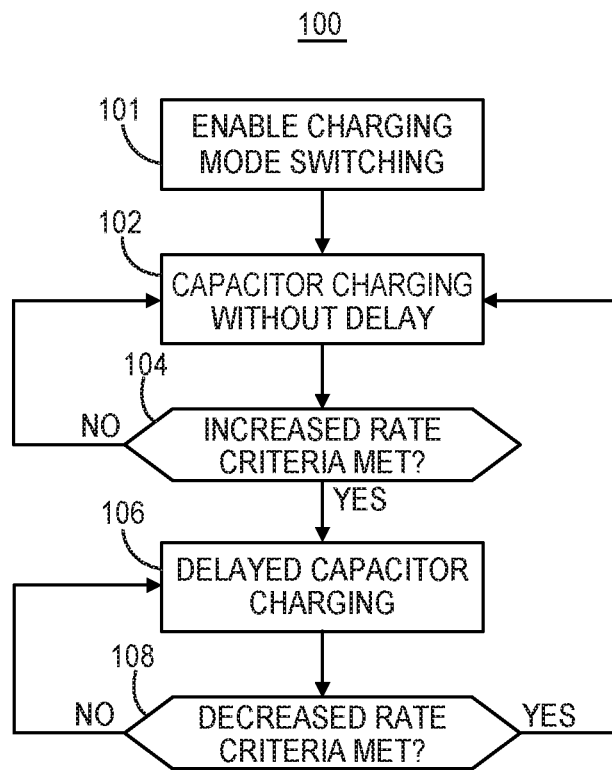 100
101
ENABLE CHARGING
MODE SWITCHING
102
CAPACITOR CHARGING
WITHOUT DELAY
104
NO
INCREASED RATE
CRITERIA MET?
YES
106
DELAYED CAPACITOR
CHARGING
108
NO
DECREASED RATE
CRITERIA MET?
YES